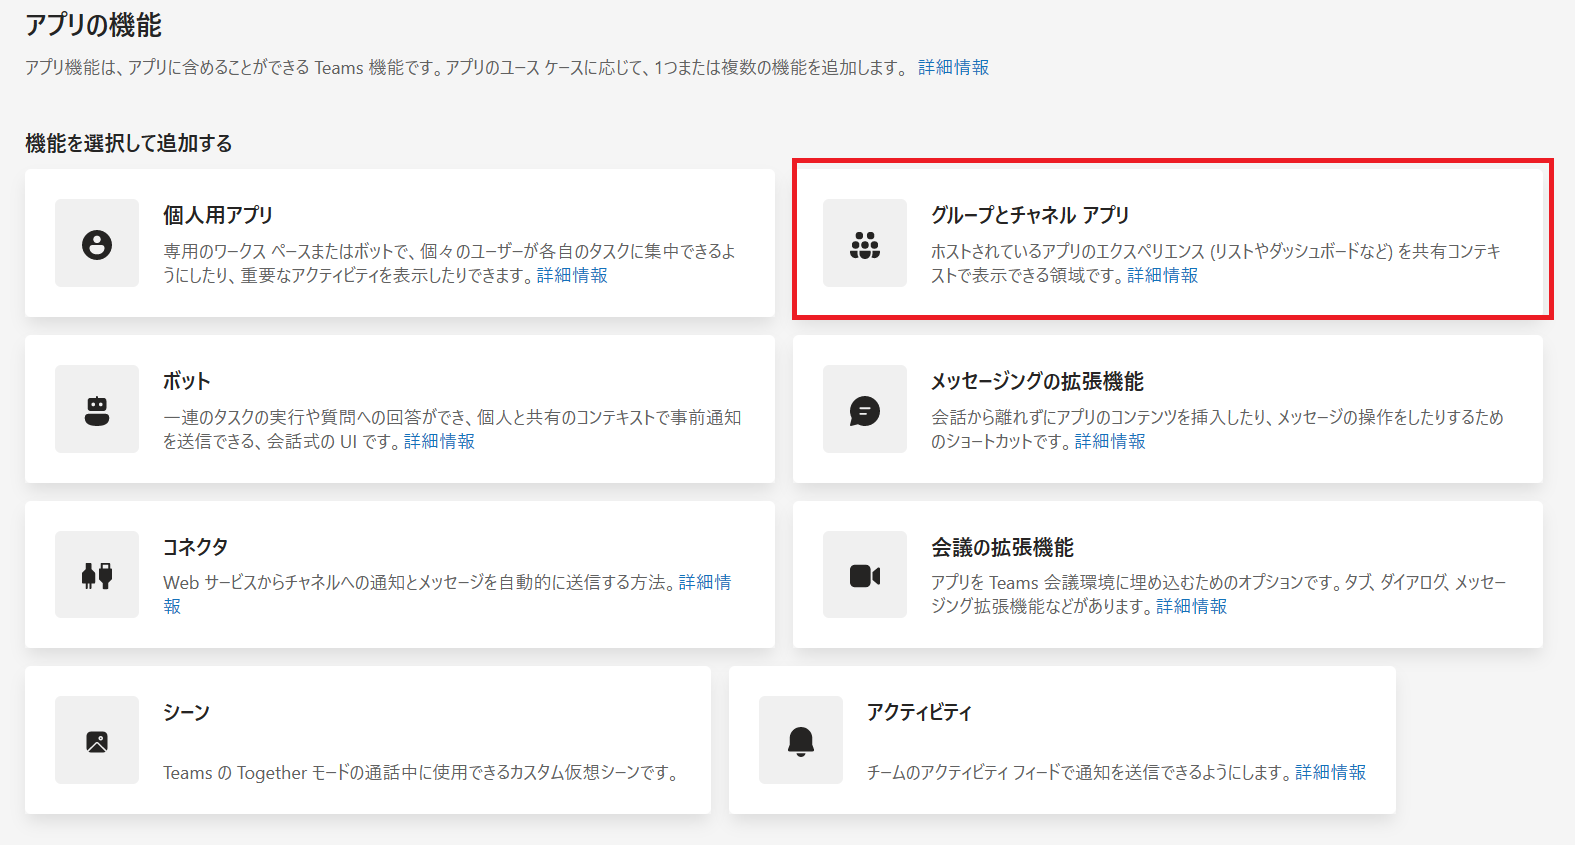 アプリの機能
アプリ機能は、アプリに含めることができる Teams 機能です。アプリのユース ケースに応じて、1つまたは複数の機能を追加します。 詳細情報
機能を選択して追加する
個人用アプリ
専用のワークス ペースまたはボットで、個々のユーザーが各自のタスクに集中できるよ
うにしたり、重要なアクティビティを表示したりできます。詳細情報
グループとチャネル アプリ
ホストされているアプリのエクスペリエンス (リストやダッシュボードなど) を共有コンテキ
ストで表示できる領域です。詳細情報
ボット
一連のタスクの実行や質問への回答ができ、個人と共有のコンテキストで事前通知
を送信できる、会話式の UI です。詳細情報
メッセージングの拡張機能
会話から離れずにアプリのコンテンツを挿入したり、メッセージの操作をしたりするため
のショートカットです。詳細情報
コネクタ
Web サービスからチャネルへの通知とメッセージを自動的に送信する方法。詳細情
報
会議の拡張機能
アプリを Teams 会議環境に埋め込むためのオプションです。タブ、ダイアログ、メッセー
ジング拡張機能などがあります。詳細情報
シーン
Teams の Together モードの通話中に使用できるカスタム仮想シーンです。
アクティビティ
チームのアクティビティ フィードで通知を送信できるようにします。詳細情報